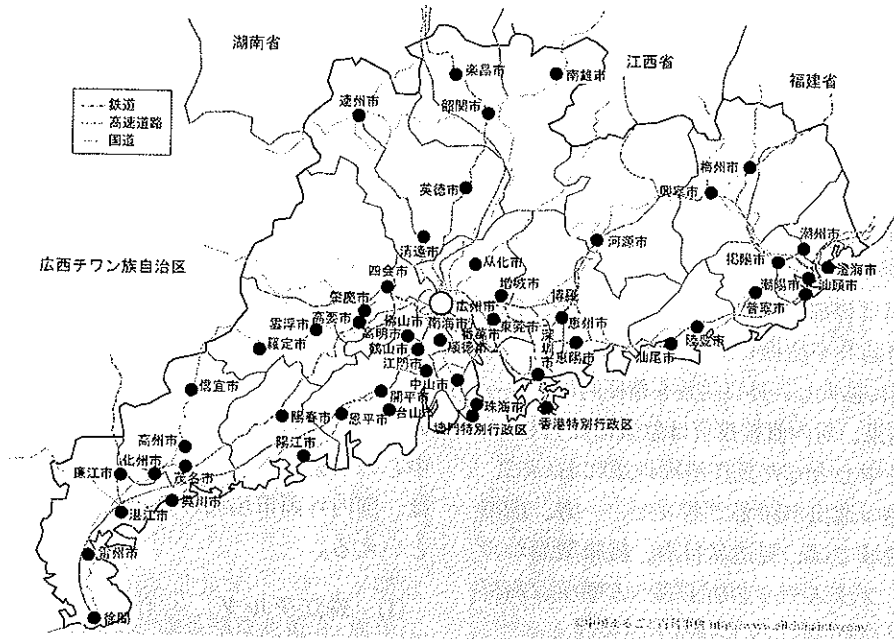 湖南省
江西省
福建省
広西チワン族自治区
鉄道
高速道路
国道
楽昌市
南雄市
韶関市
連州市
英徳市
清遠市
梅州市
興寧市
河源市
潮州市
掲陽市
澄海市
潮陽市
汕頭市
普寧市
陸豊市
汕尾市
从化市
四会市
増城市
広州市
博羅
恵州市
恵陽市
東莞市
番禺市
深圳市
肇慶市
高要市
雲浮市
羅定市
仏山市
南海市
高明市
順徳市
鶴山市
江門市
中山市
開平市
台山市
珠海市
澳門特別行政区
香港特別行政区
信宜市
陽春市
恩平市
陽江市
高州市
化州市
廉江市
茂名市
呉川市
湛江市
雷州市
徐聞